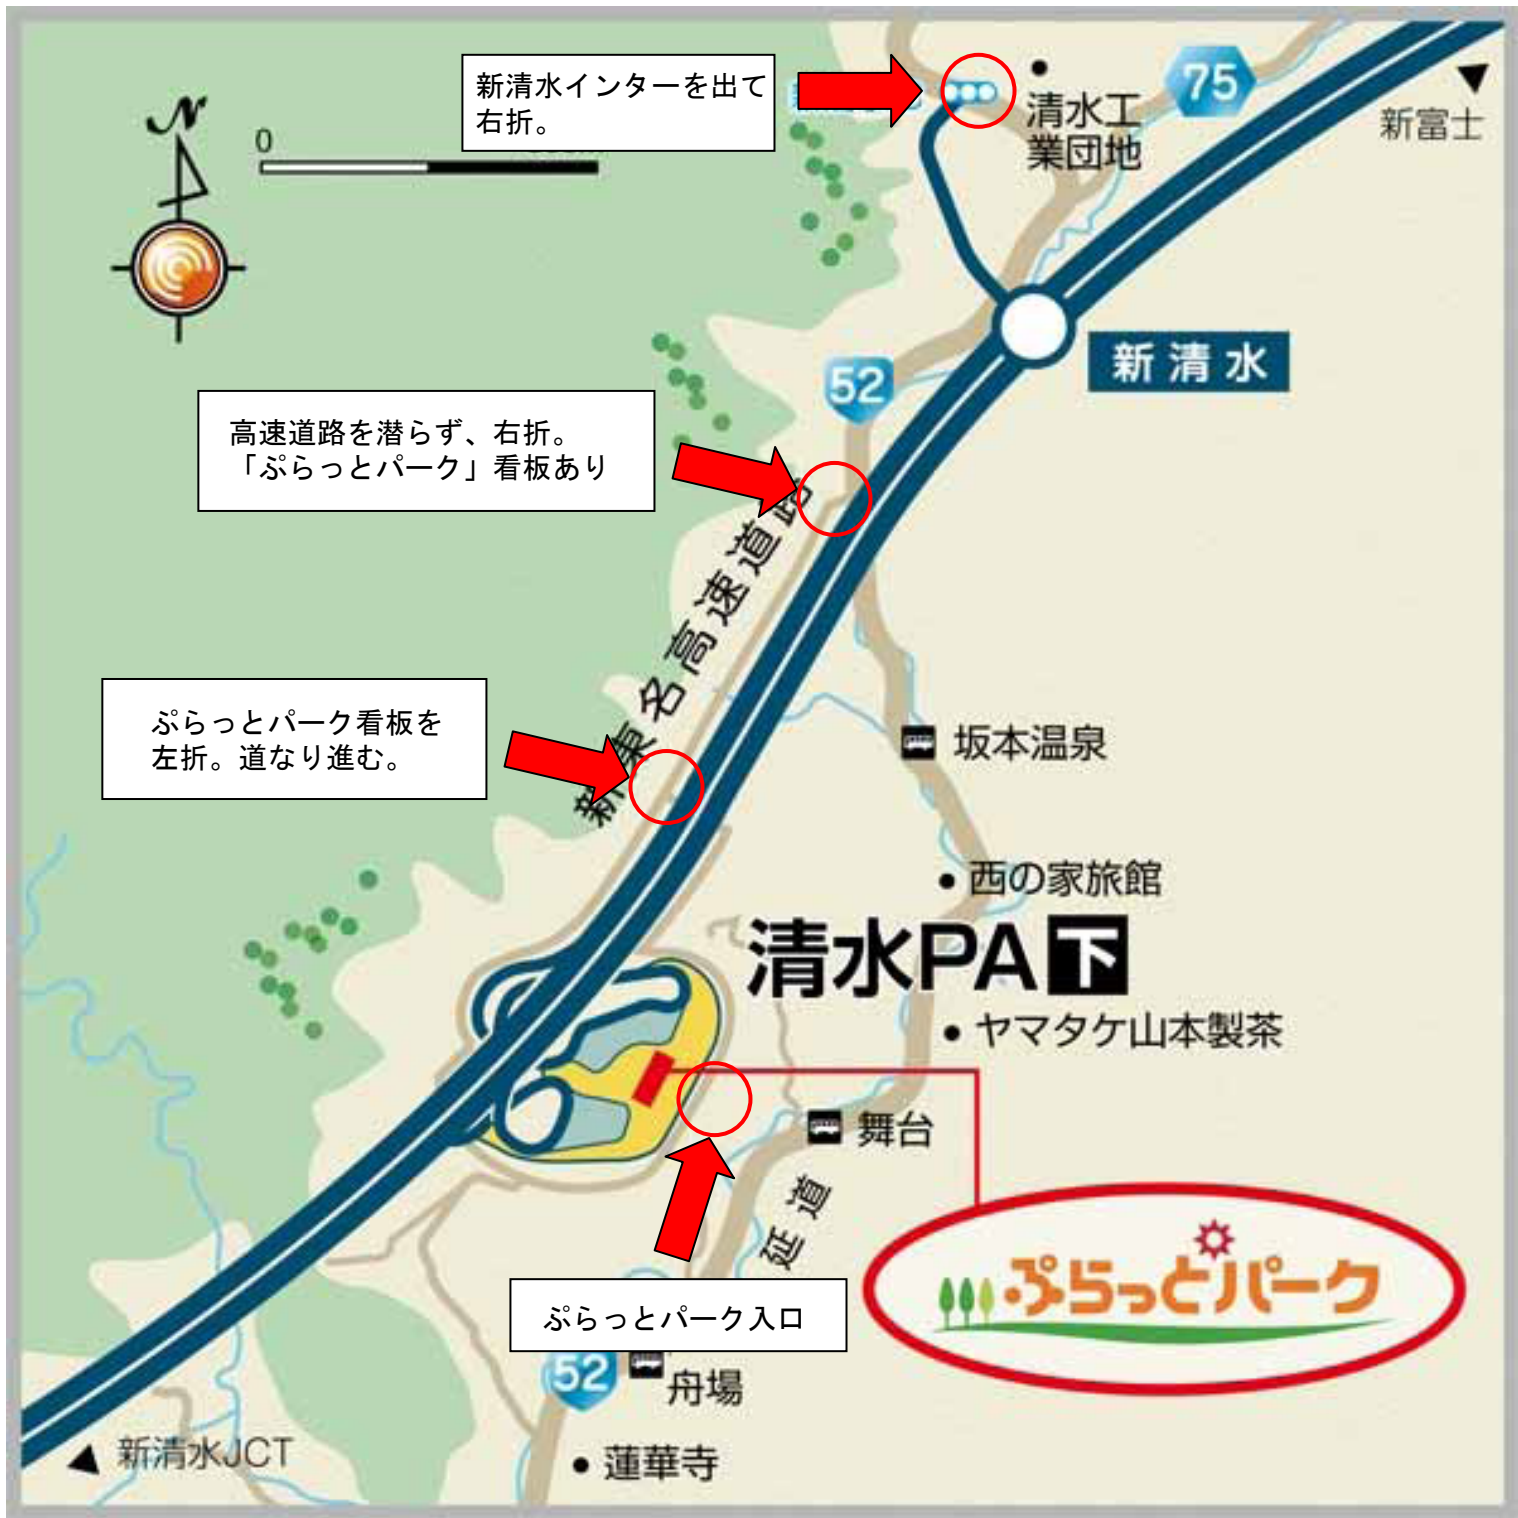 新清水インターを出て
右折。
0
清水工
業団地
75
新富士
新清水
52
高速道路を潜らず、右折。
「ぷらっとパーク」看板あり
新東名高速道路
ぷらっとパーク看板を
左折。道なり進む。
坂本温泉
西の家旅館
清水PA下
ヤマタケ山本製茶
舞台
延道
ぷらっとパーク
ぷらっとパーク入口
52
舟場
新清水JCT
蓮華寺